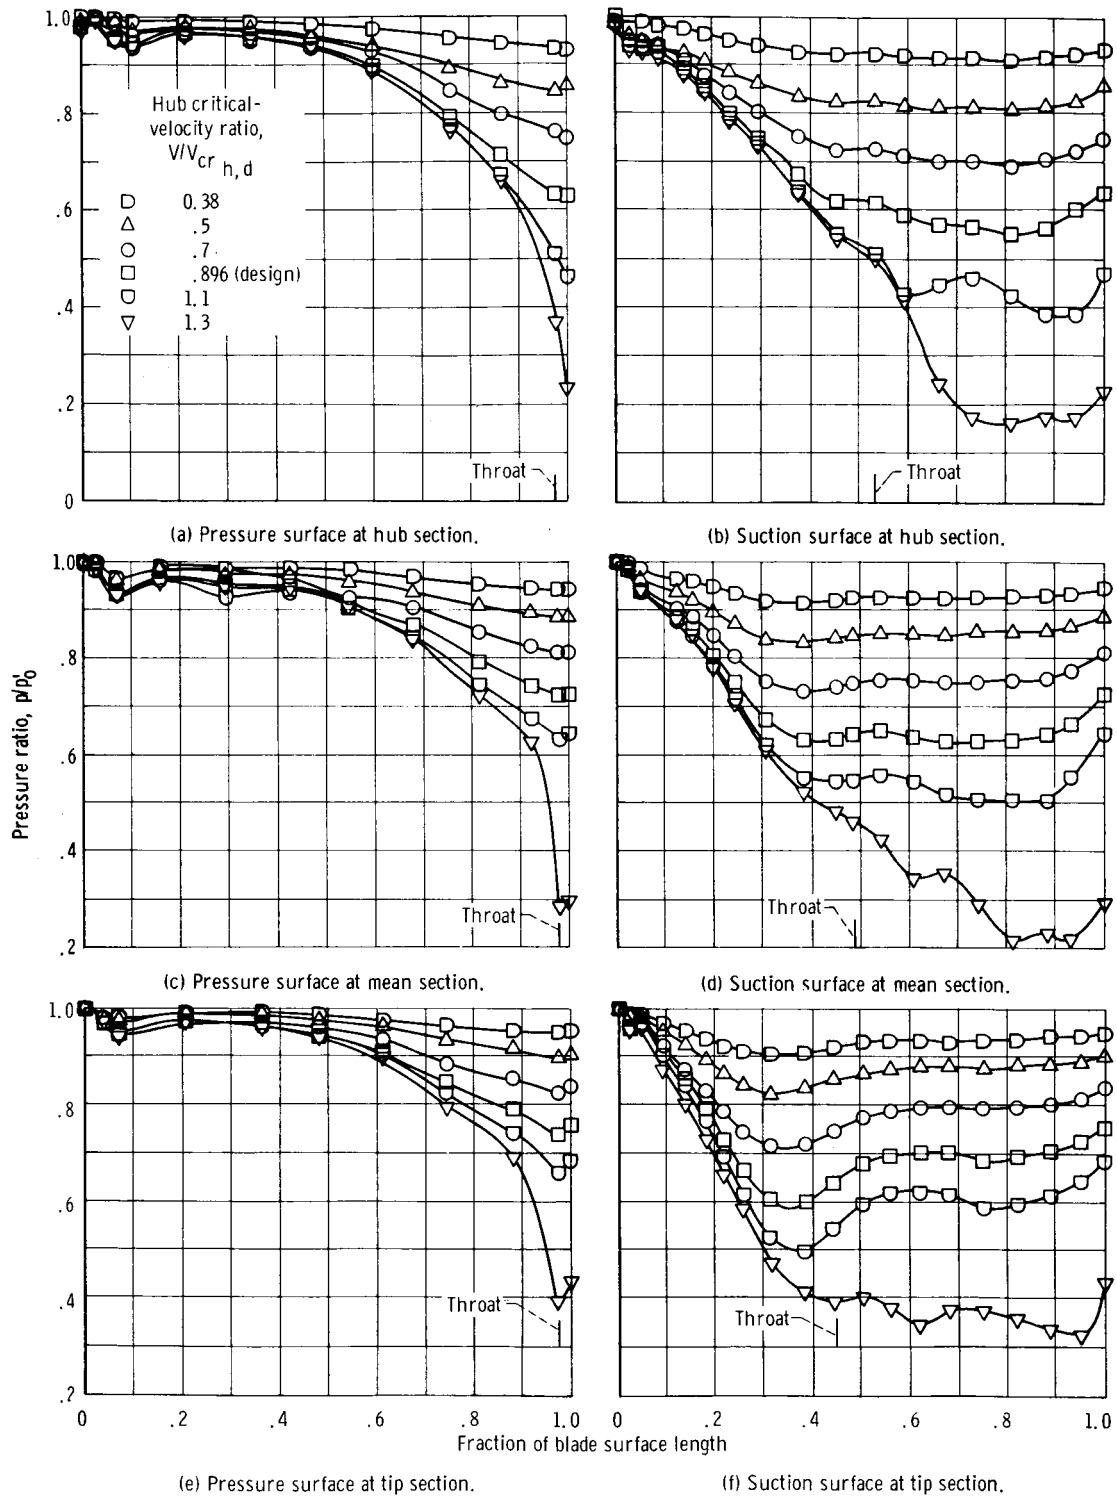 1.0
.8
.6
.4
.2
0
Hub critical-
velocity ratio,
V/Vcr h, d
0.38
.5
.7
.896 (design)
1.1
1.3
Throat
Throat
(a) Pressure surface at hub section.
(b) Suction surface at hub section.
Pressure ratio, p/p'0
1.0
.8
.6
.4
.2
Throat
Throat
(c) Pressure surface at mean section.
(d) Suction surface at mean section.
1.0
.8
.6
.4
.2
Throat
Throat
0 .2 .4 .6 .8 1.0 0 .2 .4 .6 .8 1.0
Fraction of blade surface length
(e) Pressure surface at tip section.
(f) Suction surface at tip section.